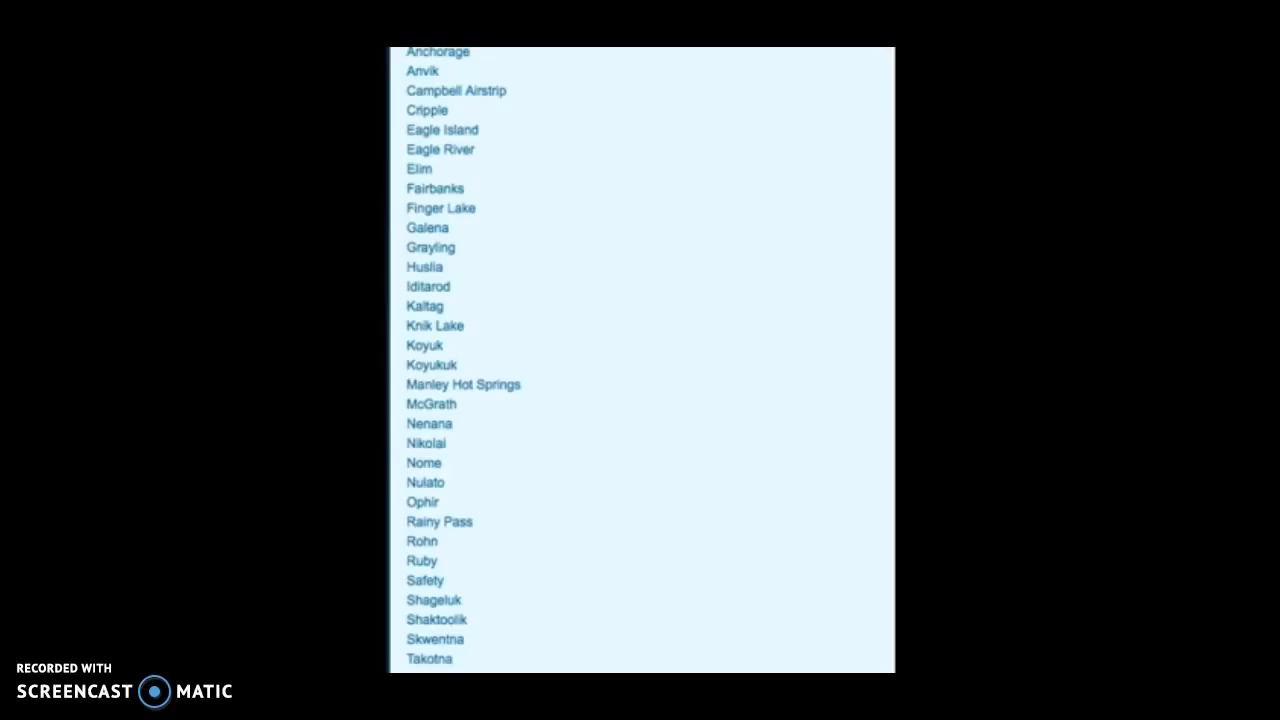 Anchorage
Anvik
Campbell Airstrip
Cripple
Eagle Island
Eagle River
Elim
Fairbanks
Finger Lake
Galena
Grayling
Huslia
Iditarod
Kaltag
Knik Lake
Koyuk
Koyukuk
Manley Hot Springs
McGrath
Nenana
Nikolai
Nome
Nulato
Ophir
Rainy Pass
Rohn
Ruby
Safety
Shageluk
Shaktoolik
Skwentna
Takotna
RECORDED WITH
SCREENCAST MATIC